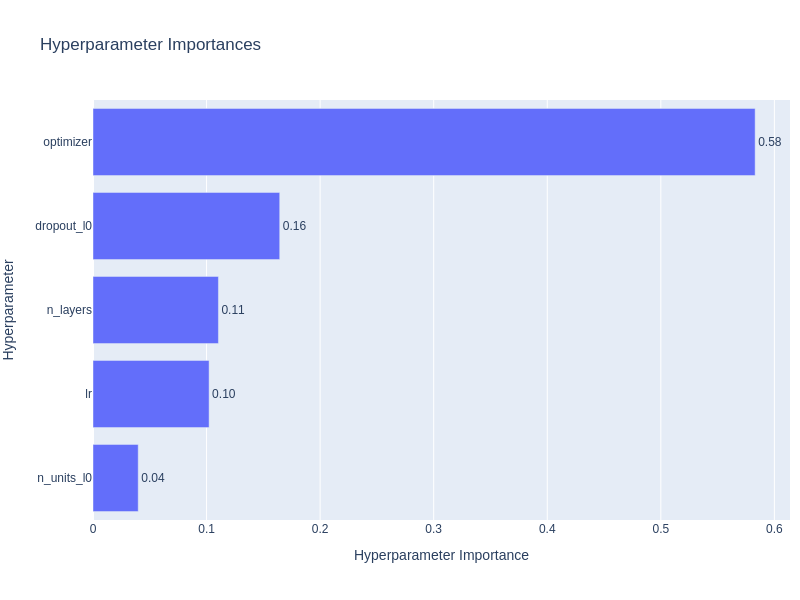 Hyperparameter Importances
Hyperparameter
optimizer
0.58
dropout_l0
0.16
n_layers
0.11
lr
0.10
n_units_l0
0.04
0
0.1
0.2
0.3
0.4
0.5
0.6
Hyperparameter Importance